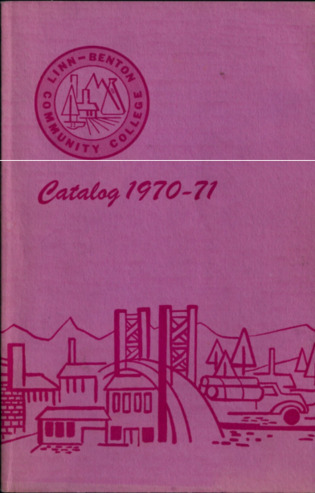 LINN-BENTON
COMMUNITY COLLEGE
Catalog 1970-71